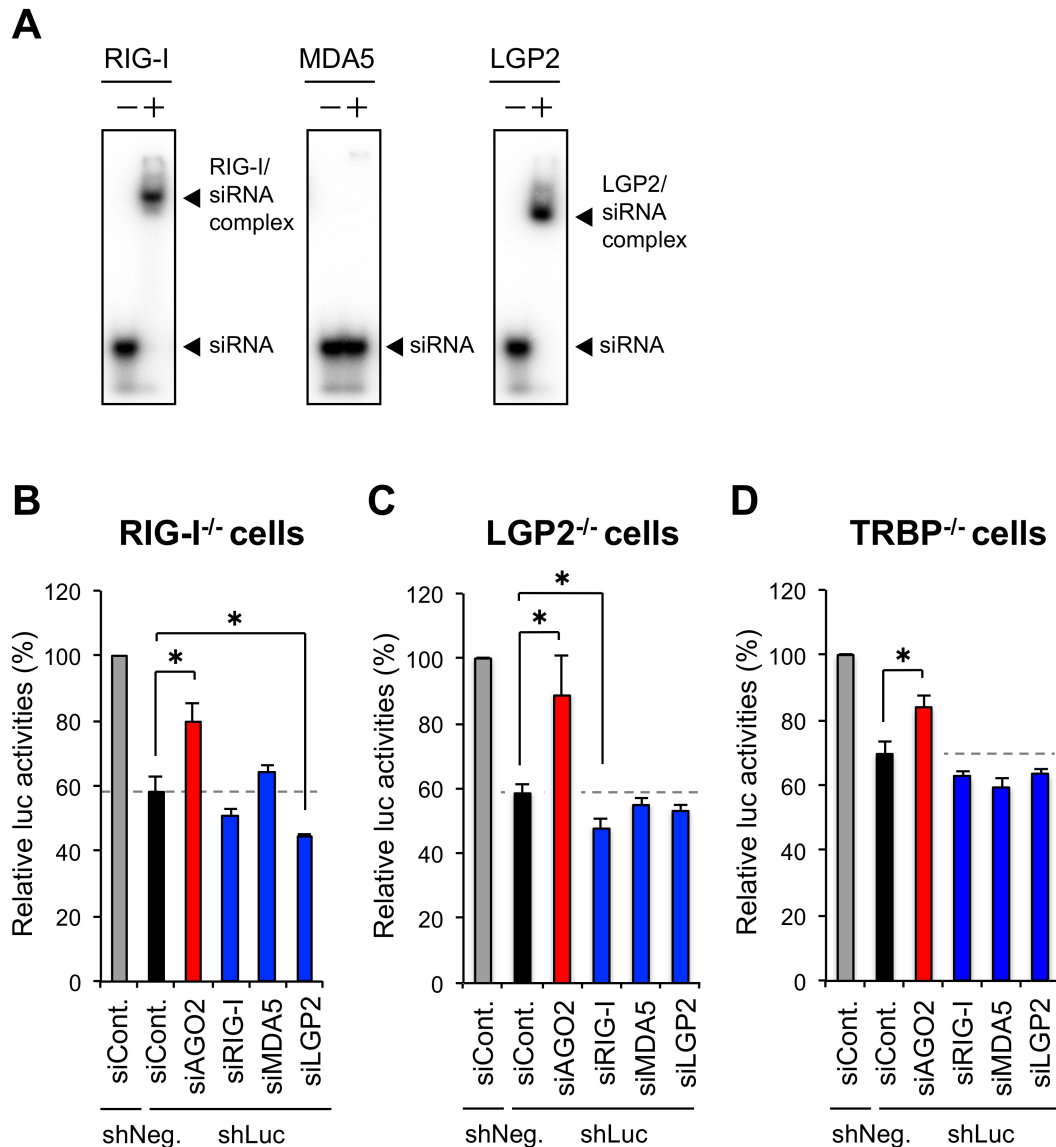 A
RIG-I
MDA5
LGP2
− +
− +
− +
RIG-I/
siRNA
complex
LGP2/
siRNA
complex
siRNA
siRNA
siRNA
B
RIG-I-/- cells
Relative luc activities (%)
120
100
80
60
40
20
0
*
*
siCont.
siCont.
siAGO2
siRIG-I
siMDA5
siLGP2
shNeg.
shLuc
C
LGP2-/- cells
Relative luc activities (%)
120
100
80
60
40
20
0
*
*
siCont.
siCont.
siAGO2
siRIG-I
siMDA5
siLGP2
shNeg.
shLuc
D
TRBP-/- cells
Relative luc activities (%)
120
100
80
60
40
20
0
*
siCont.
siCont.
siAGO2
siRIG-I
siMDA5
siLGP2
shNeg.
shLuc